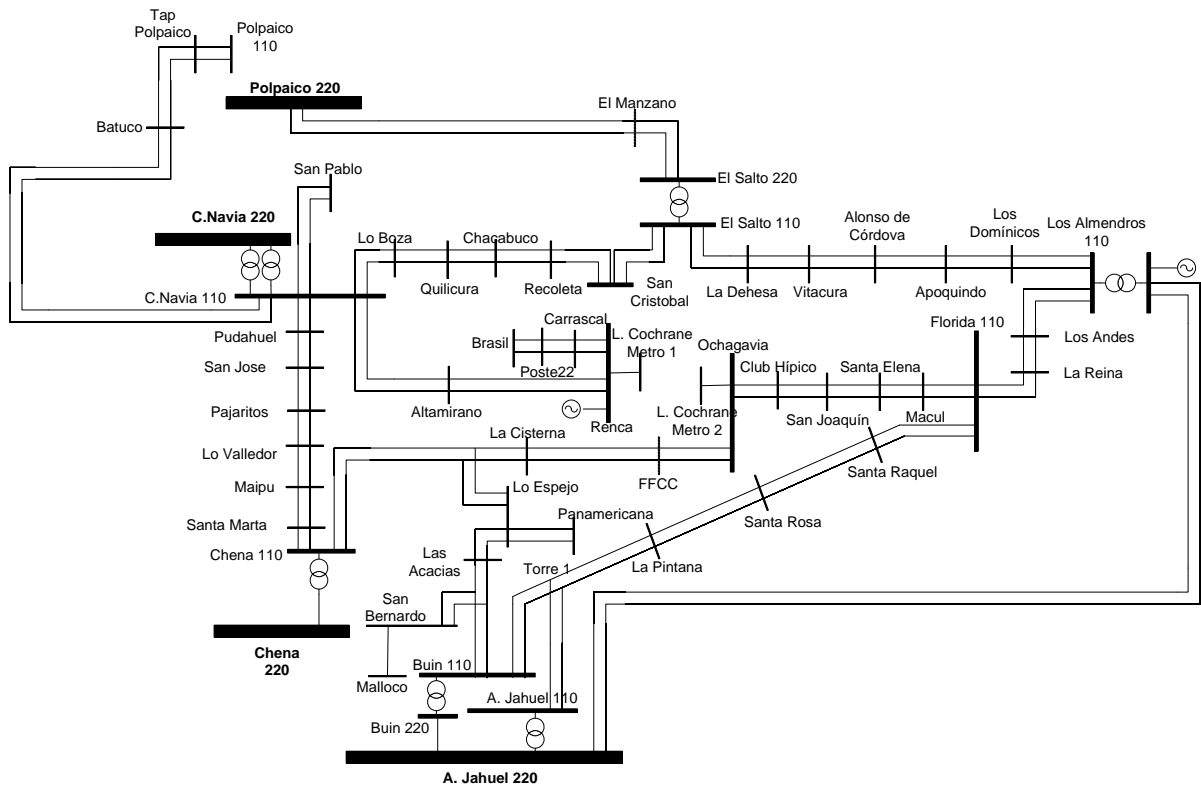 Tap
Polpaico
Polpaico
110
Polpaico 220
El Manzano
Batuco
San Pablo
El Salto 220
C.Navia 220
El Salto 110
Alonso de
Córdova
Los
Domínicos
Los Almendros
110
Lo Boza
Chacabuco
Quilicura
Recoleta
San
Cristobal
La Dehesa
Vitacura
Apoquindo
C.Navia 110
Pudahuel
San Jose
Pajaritos
Lo Valledor
Maipu
Santa Marta
Chena 110
Carrascal
Brasil
Poste22
L. Cochrane
Metro 1
Altamirano
Renca
Ochagavia
Florida 110
Los Andes
La Reina
Club Hípico
Santa Elena
San Joaquín
Macul
L. Cochrane
Metro 2
La Cisterna
FFCC
Santa Raquel
Lo Espejo
Santa Rosa
Panamericana
Las
Acacias
Torre 1
La Pintana
San
Bernardo
Chena
220
Malloco
Buin 110
A. Jahuel 110
Buin 220
A. Jahuel 220